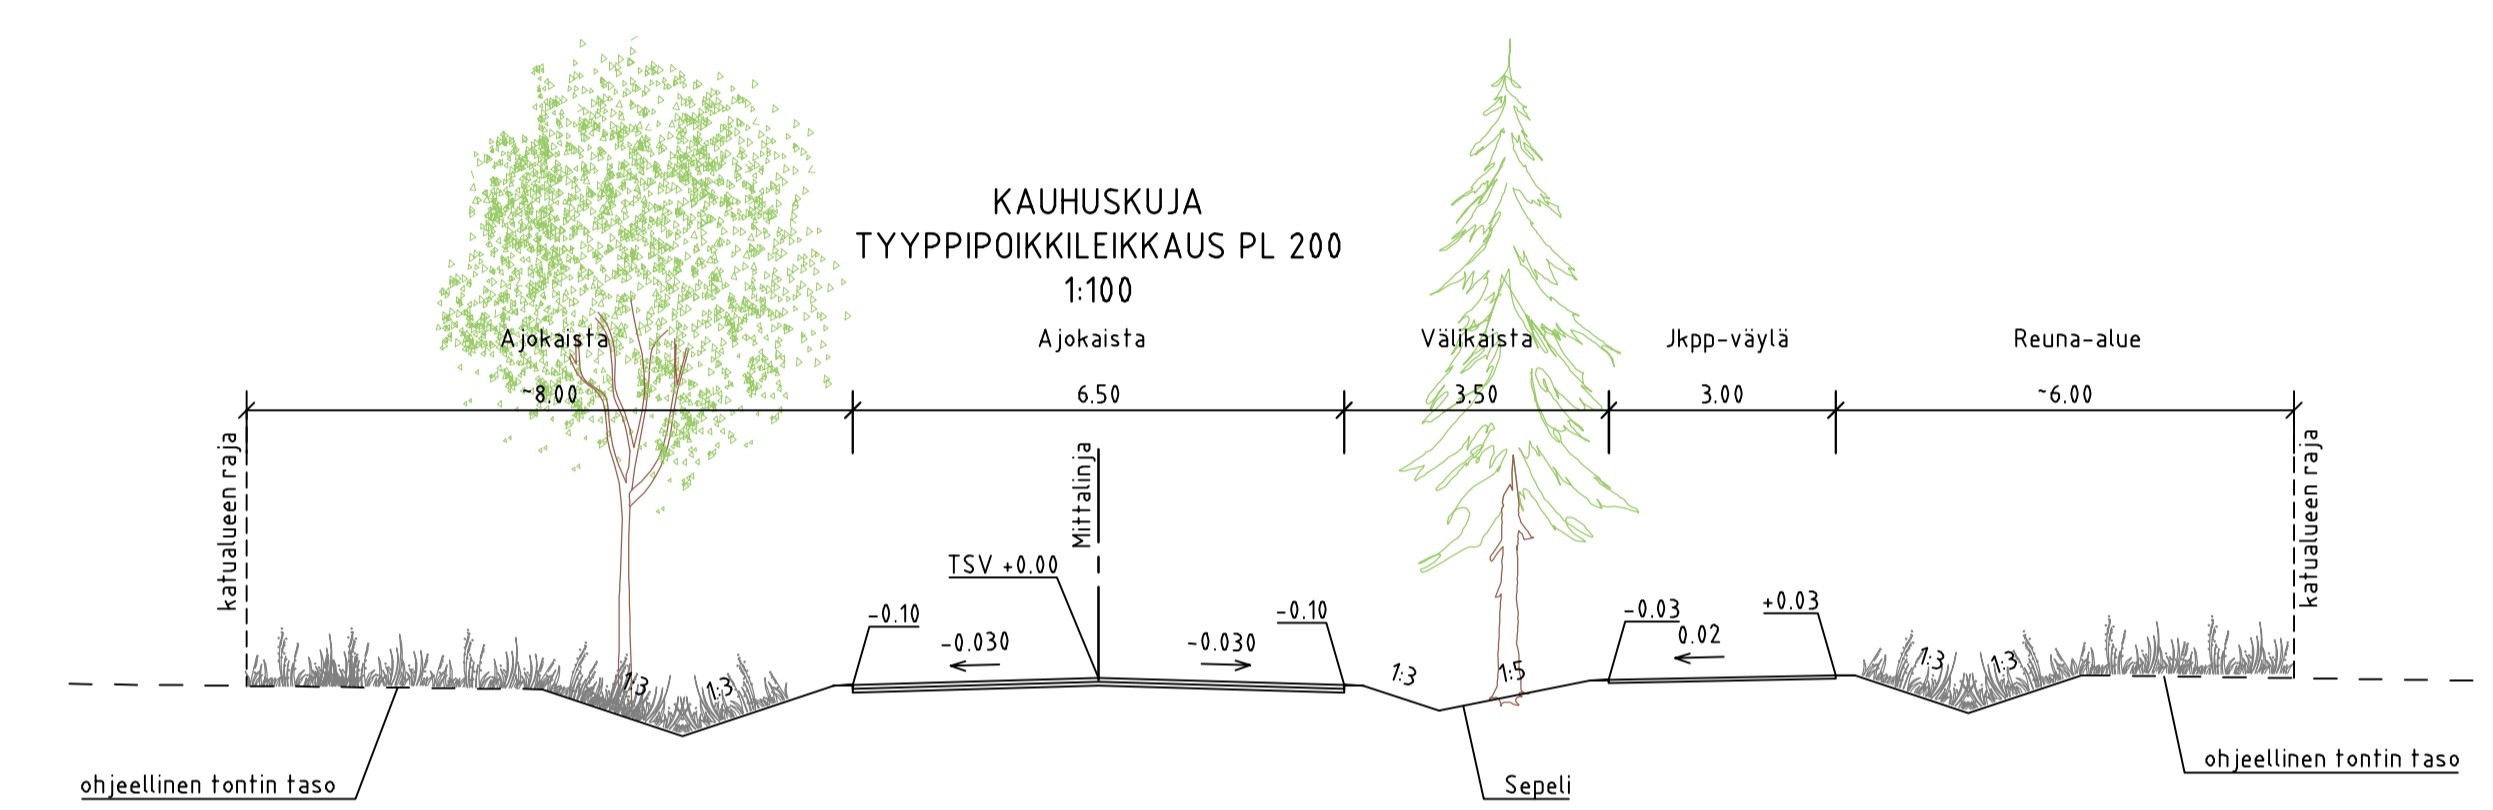 KAUHUSKUJA
TYYPPIPOIKKILEIKKAUS PL 200
1:100
Ajokaista
Ajokaista
Välikaista
Jkpp-väylä
Reuna-alue
~8.00
6.50
3.50
3.00
~6.00
katualueen raja
Mittalinja
katualueen raja
TSV +0.00
-0.10
-0.030
-0.030
-0.10
-0.03
0.02
+0.03
1:3
1:3
1:3
1:5
1:3
1:3
ohjeellinen tontin taso
Sepeli
ohjeellinen tontin taso